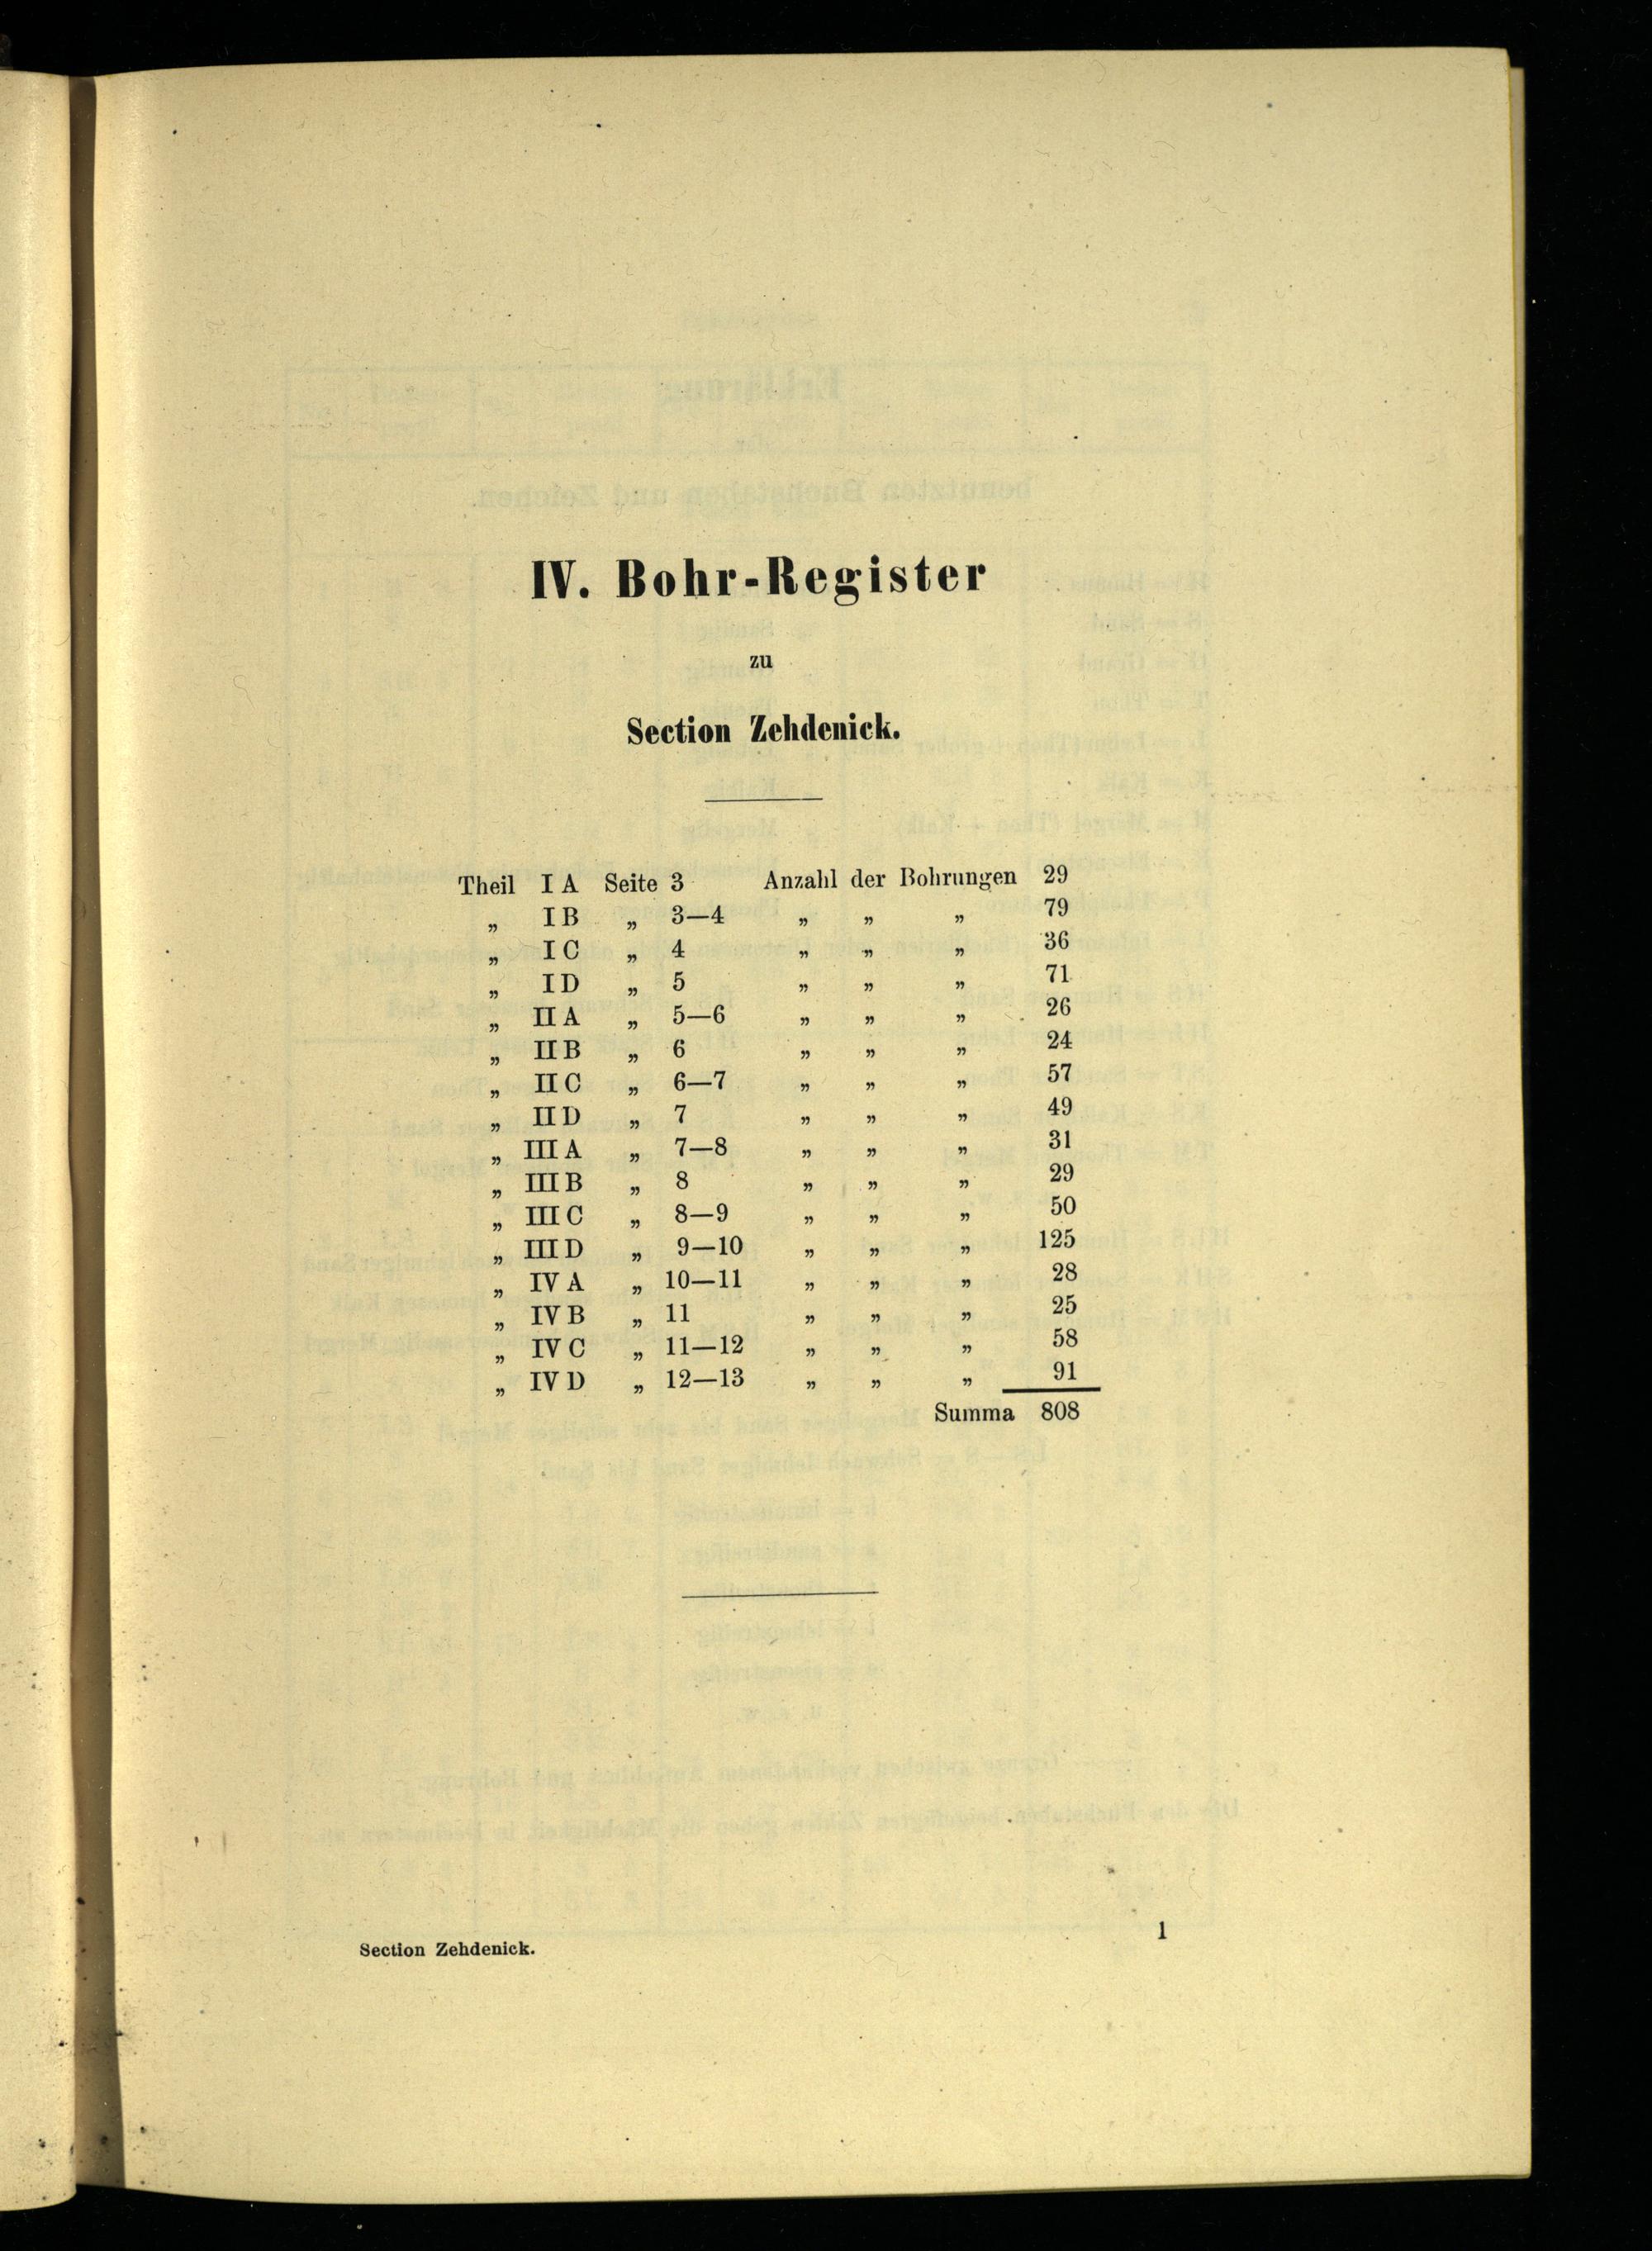 IV. Bohr-Register
zu
Section Zehdenick.
Theil I A Seite 3 Anzahl der Bohrungen 29
„ I B „ 3—4 „ „ „ 79
„ I C „ 4 „ „ „ 36
„ I D „ 5 „ „ „ 71
„ II A „ 5—6 „ „ „ 26
„ II B „ 6 „ „ „ 24
„ II C „ 6—7 „ „ „ 57
„ II D „ 7 „ „ „ 49
„ III A „ 7—8 „ „ „ 31
„ III B „ 8 „ „ „ 29
„ III C „ 8—9 „ „ „ 50
„ III D „ 9—10 „ „ „ 125
„ IV A „ 10—11 „ „ „ 28
„ IV B „ 11 „ „ „ 25
„ IV C „ 11—12 „ „ „ 58
„ IV D „ 12—13 „ „ „ 91
Summa 808
Section Zehdenick. 1